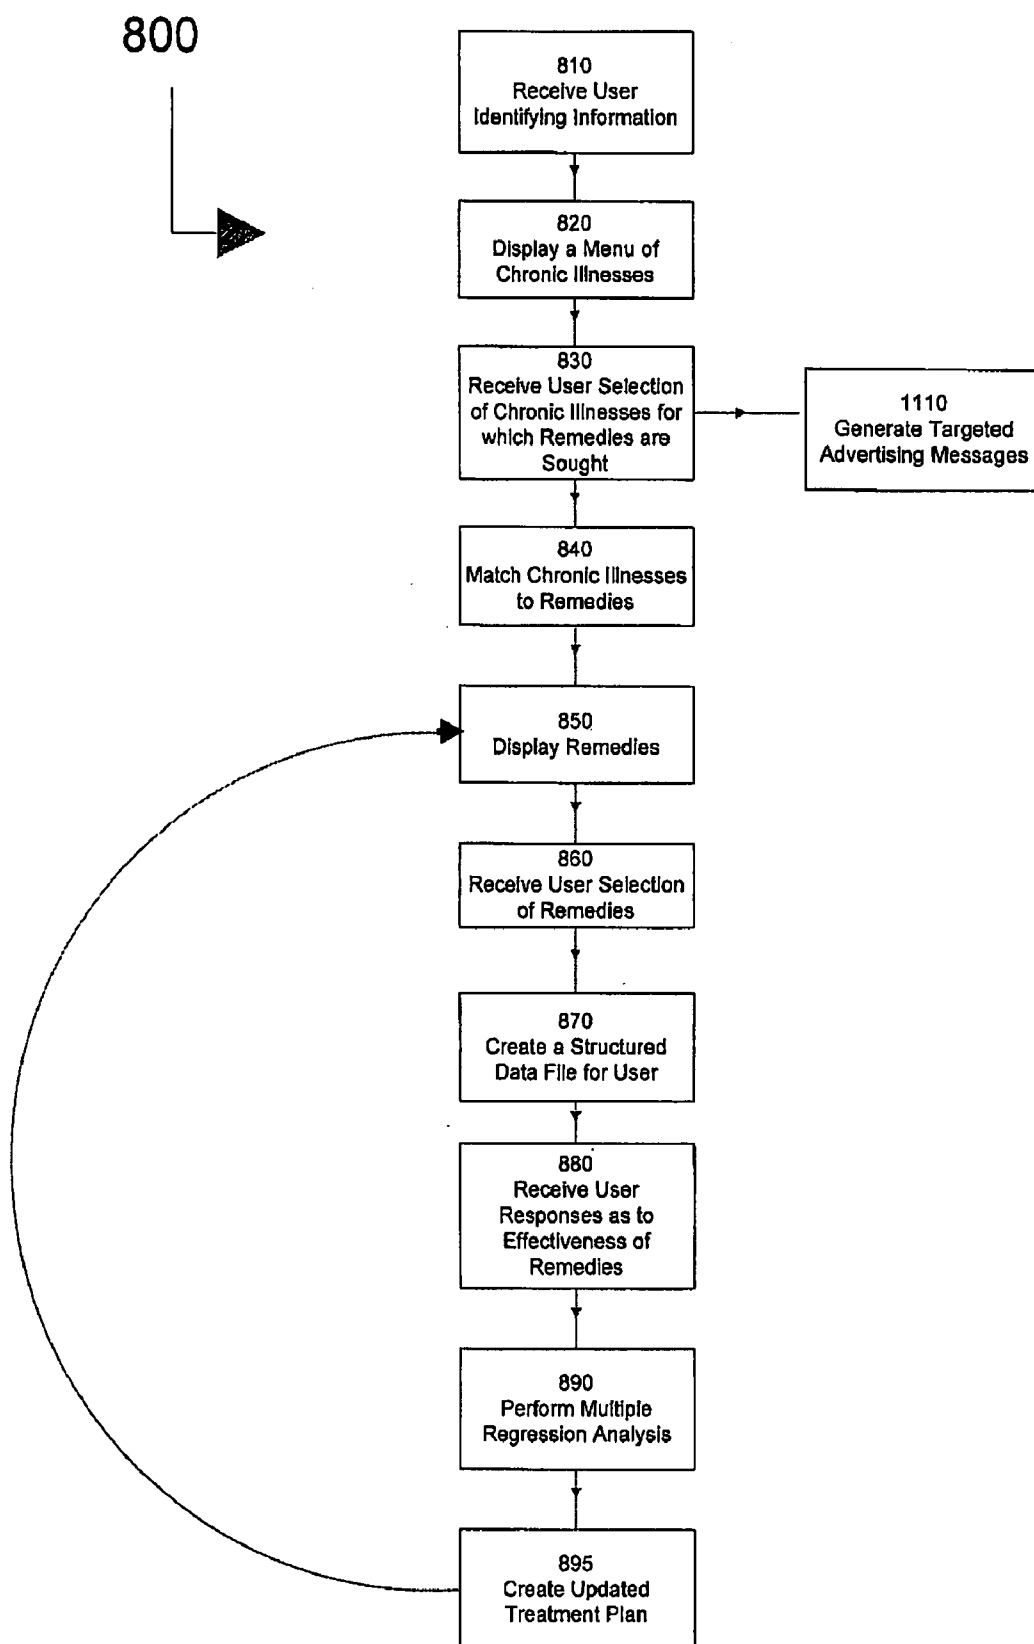 800
810
Receive User
Identifying Information
820
Display a Menu of
Chronic Illnesses
830
Receive User Selection
of Chronic Illnesses for
which Remedies are
Sought
1110
Generate Targeted
Advertising Messages
840
Match Chronic Illnesses
to Remedies
850
Display Remedies
860
Receive User Selection
of Remedies
870
Create a Structured
Data File for User
880
Receive User
Responses as to
Effectiveness of
Remedies
890
Perform Multiple
Regression Analysis
895
Create Updated
Treatment Plan